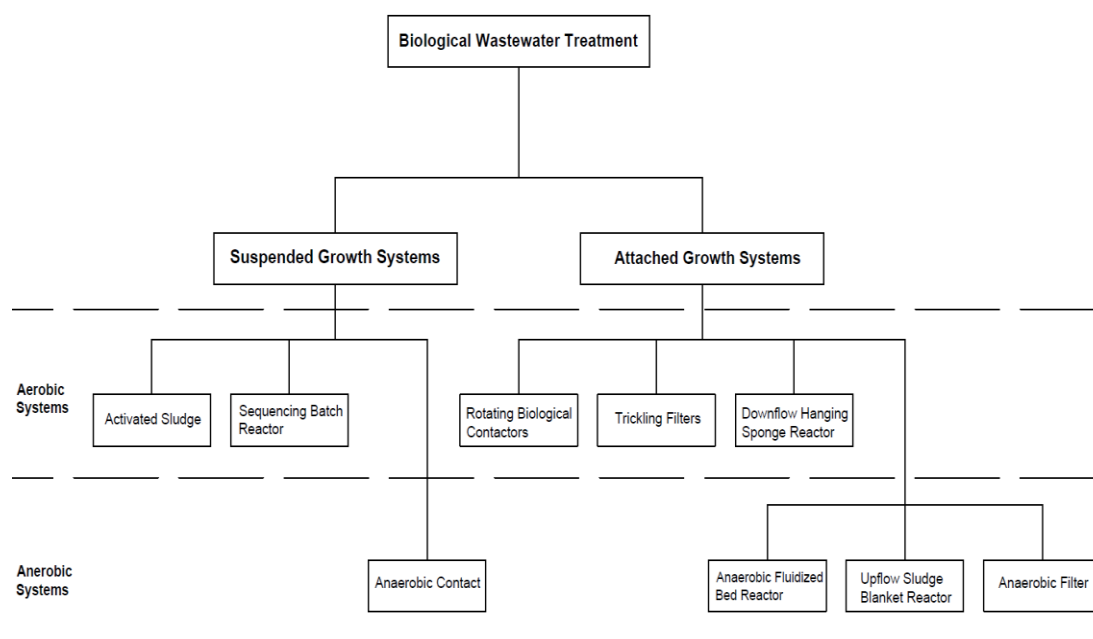 Biological Wastewater Treatment
Suspended Growth Systems
Attached Growth Systems
Aerobic
Systems
Activated Sludge
Sequencing Batch
Reactor
Rotating Biological
Contactors
Trickling Filters
Downflow Hanging
Sponge Reactor
Anerobic
Systems
Anaerobic Contact
Anaerobic Fluidized
Bed Reactor
Upflow Sludge
Blanket Reactor
Anaerobic Filter